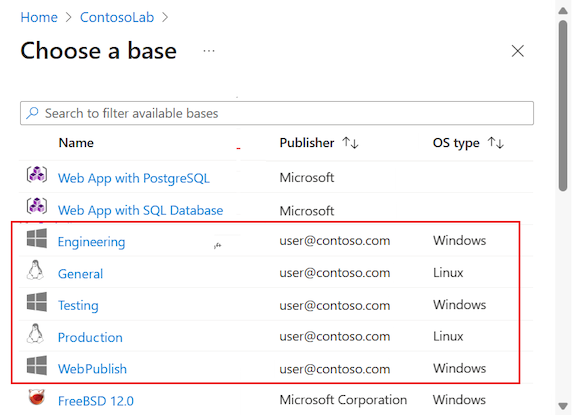 Home > ContosoLab >
Choose a base ...
Search to filter available bases
Name Publisher ↑↓ OS type ↑↓
Web App with PostgreSQL Microsoft
Web App with SQL Database Microsoft
Engineering user@contoso.com Windows
General user@contoso.com Linux
Testing user@contoso.com Windows
Production user@contoso.com Linux
WebPublish user@contoso.com Windows
FreeBSD 12.0 Microsoft Corporation Windows